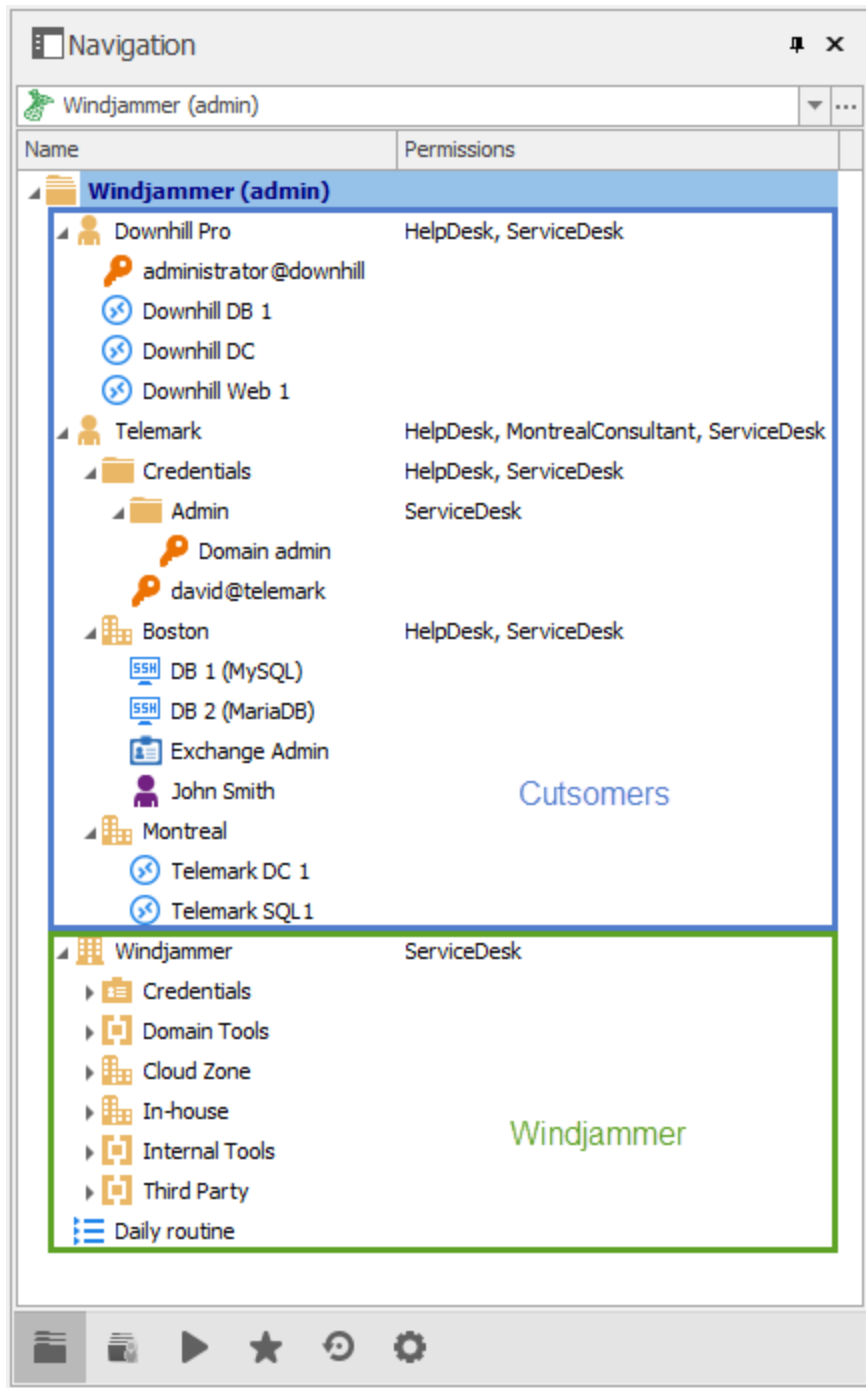 Navigation
Windjammer (admin)
Name Permissions
Windjammer (admin)
Downhill Pro HelpDesk, ServiceDesk
administrator@downhill
Downhill DB 1
Downhill DC
Downhill Web 1
Telemark HelpDesk, MontrealConsultant, ServiceDesk
Credentials HelpDesk, ServiceDesk
Admin ServiceDesk
Domain admin
david@telemark
Boston HelpDesk, ServiceDesk
SSH DB 1 (MySQL)
SSH DB 2 (MariaDB)
Exchange Admin
John Smith Cutsomers
Montreal
Telemark DC 1
Telemark SQL1
Windjammer ServiceDesk
Credentials
Domain Tools
Cloud Zone
In-house Windjammer
Internal Tools
Third Party
Daily routine